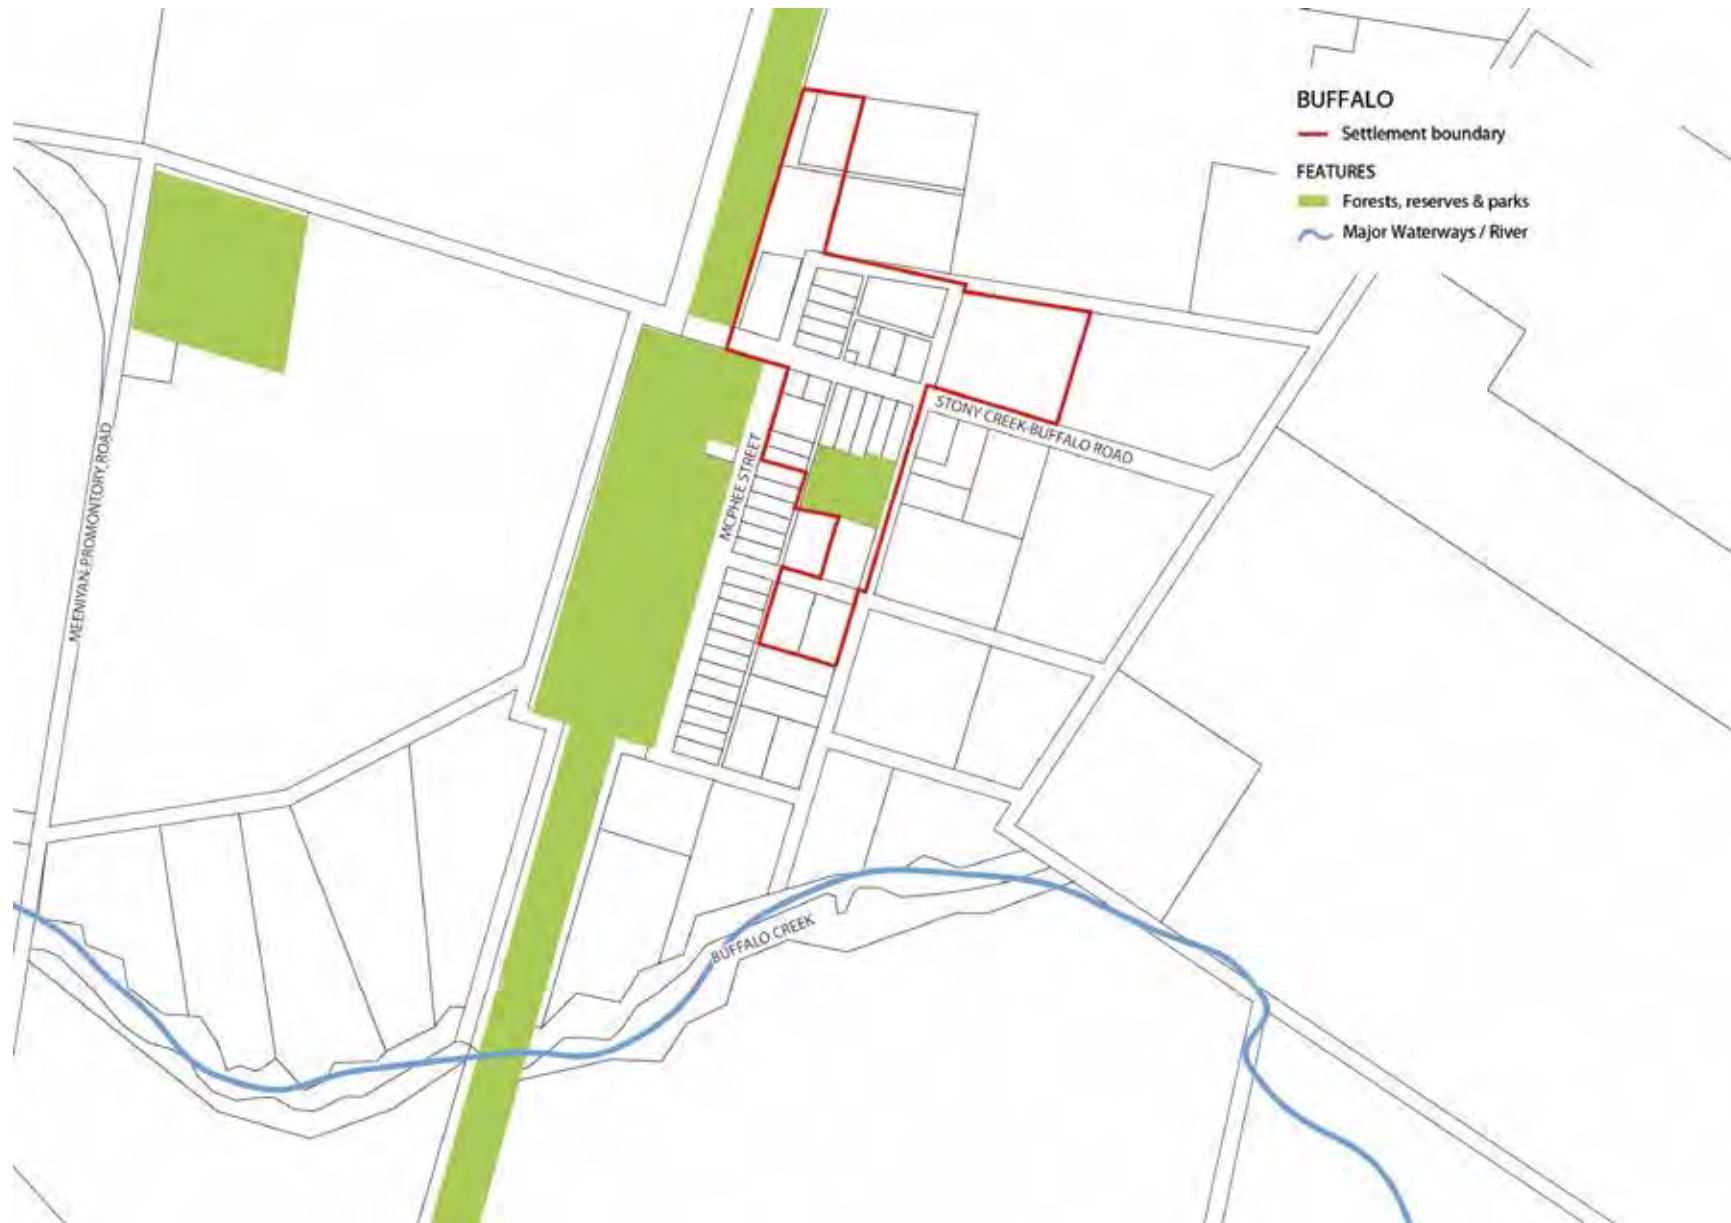 BUFFALO
Settlement boundary
FEATURES
Forests, reserves & parks
Major Waterways / River
STONY CREEK-BUFFALO ROAD
MCPHEE STREET
MEENIYAN-PROMONTORY ROAD
BUFFALO CREEK